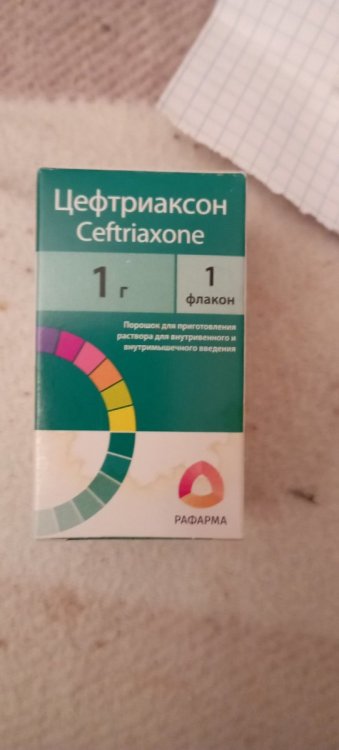 Цефтриаксон
Ceftriaxone
1 г
1
флакон
Порошок для приготовления
раствора для внутривенного и
внутримышечного введения
РАФАРМА